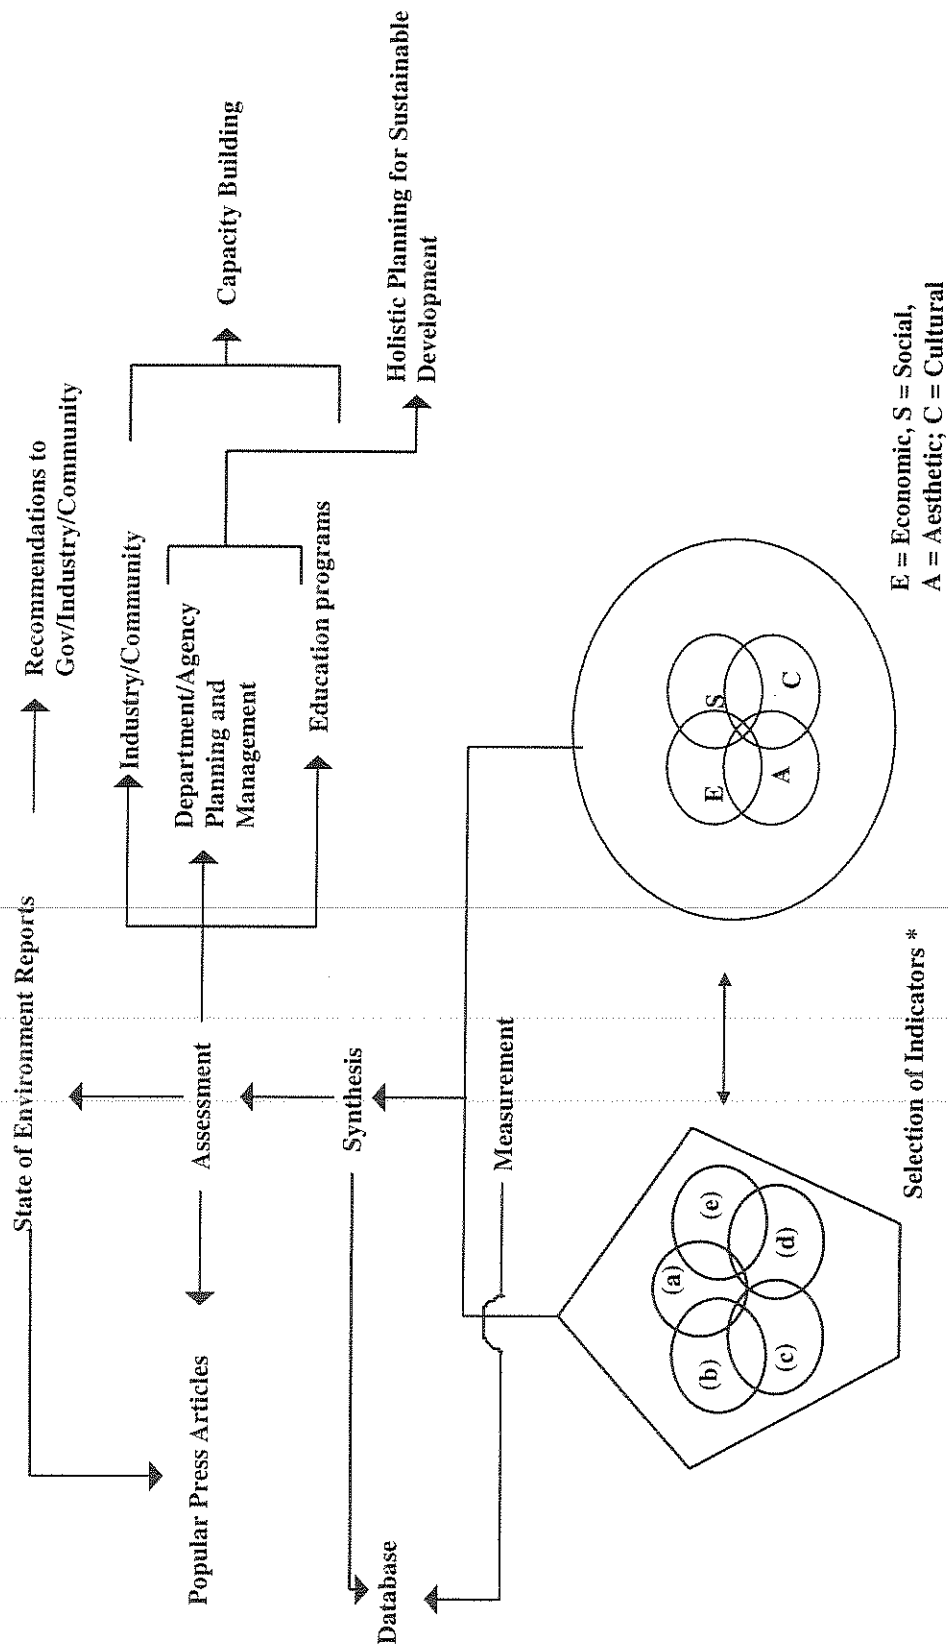 State of Environment Reports
Recommendations to
Gov/Industry/Community
Popular Press Articles
Assessment
Industry/Community
Department/Agency
Planning and
Management
Education programs
Capacity Building
Holistic Planning for Sustainable
Development
Database
Synthesis
Measurement
(a)
(b)
(c)
(d)
(e)
E
S
A
C
Selection of Indicators *
E = Economic, S = Social,
A = Aesthetic; C = Cultural